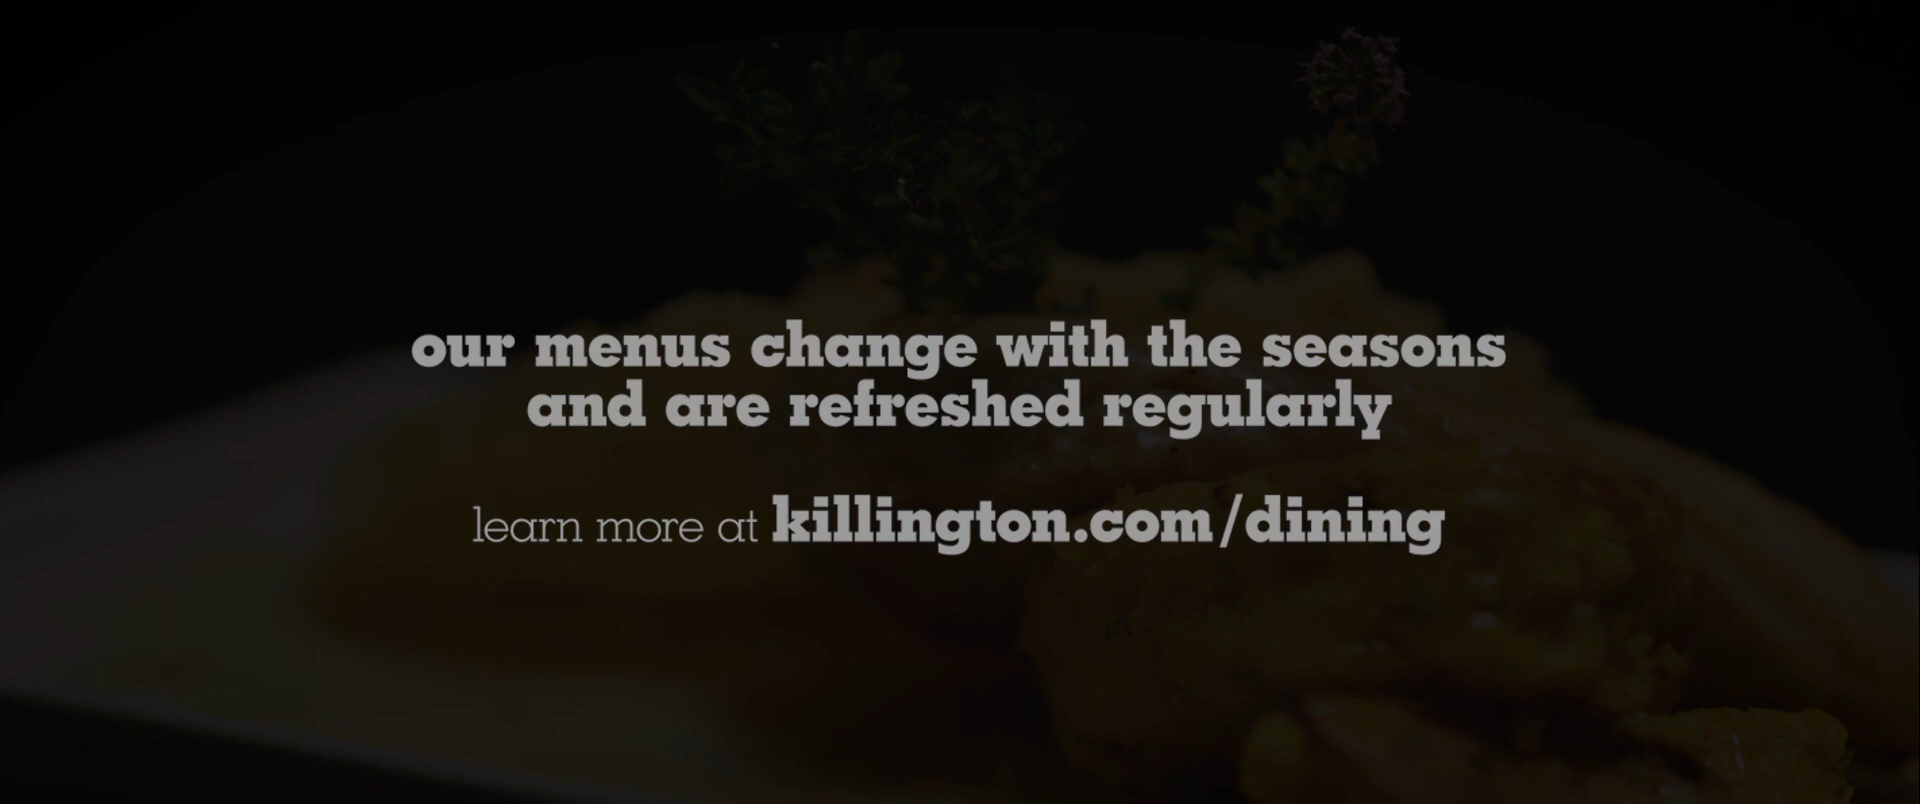 our menus change with the seasons
and are refreshed regularly
learn more at killington.com/dining